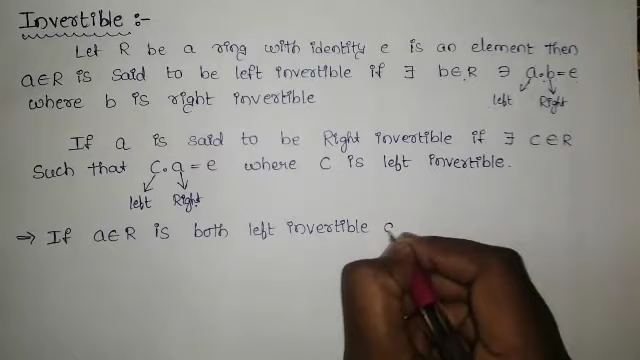 Invertible :-
Let R be a ring with identity e is an element then
a∈R is said to be left invertible if ∃ b∈R ∋ a.b=e
where b is right invertible
left Right
If a is said to be Right invertible if ∃ C∈R
Such that C.a = e where C is left invertible.
left Right
⇒ If a∈R is both left invertible